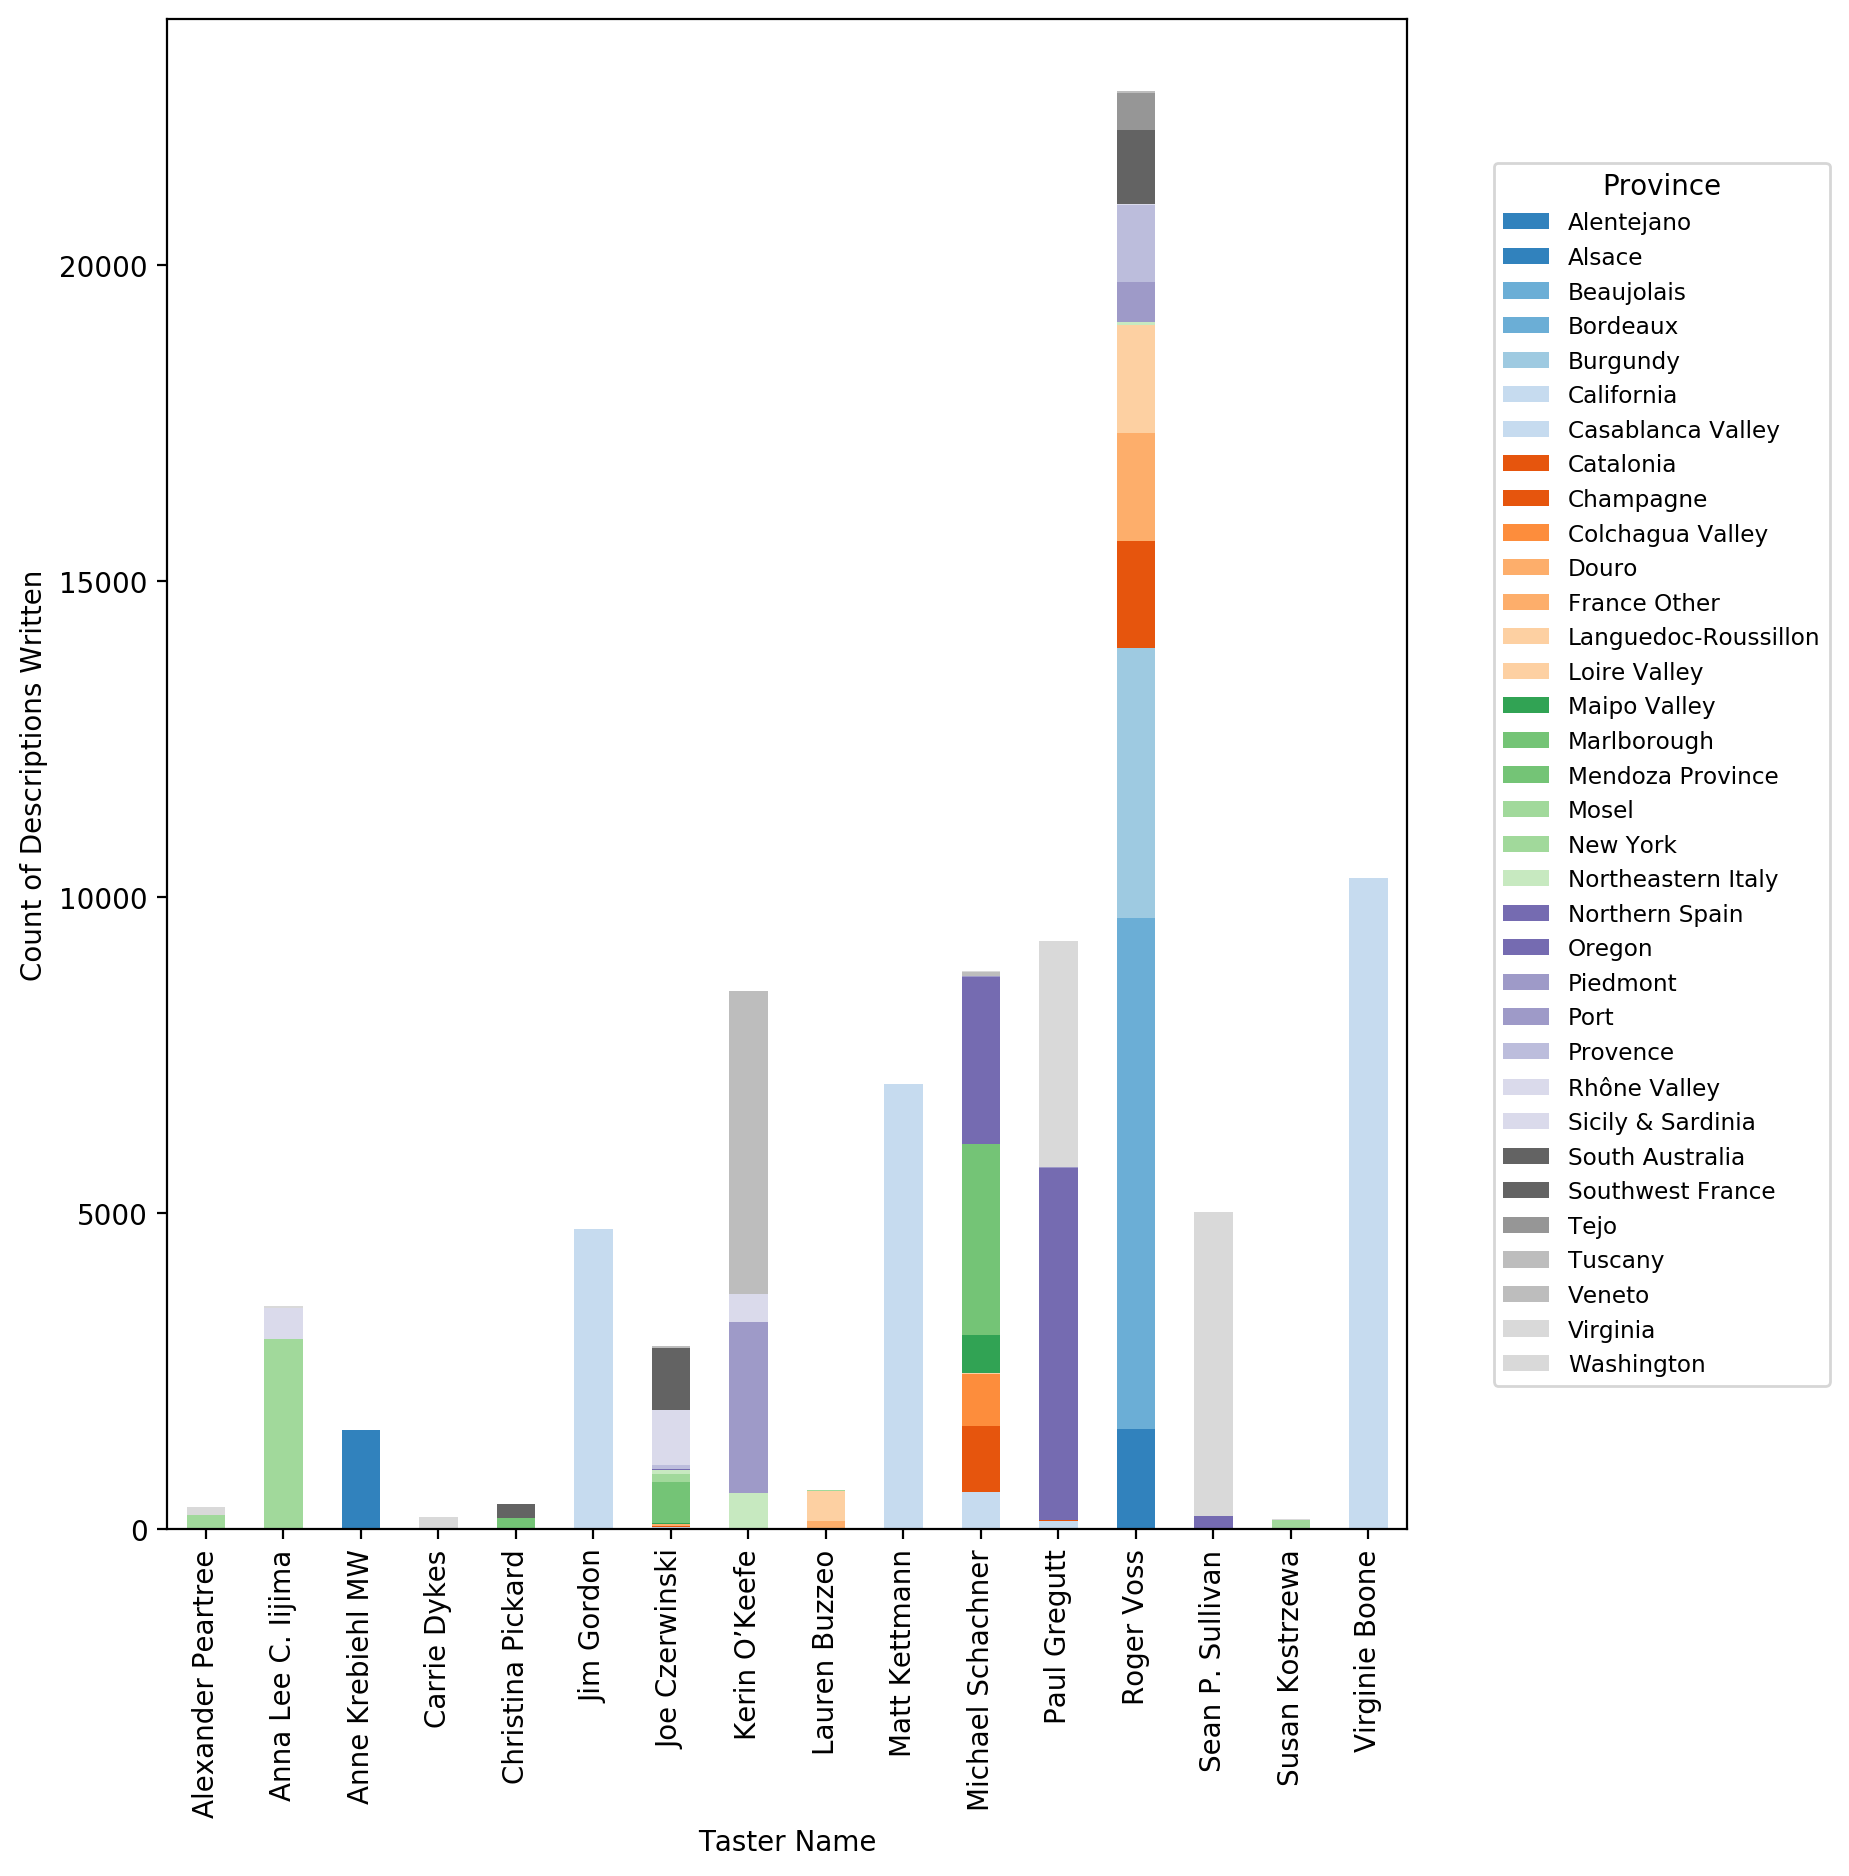 Count of Descriptions Written
20000
15000
10000
5000
0
Alexander Peartree
Anna Lee C. Iijima
Anne Krebiehl MW
Carrie Dykes
Christina Pickard
Jim Gordon
Joe Czerwinski
Kerin O’Keefe
Lauren Buzzeo
Matt Kettmann
Michael Schachner
Paul Gregutt
Roger Voss
Sean P. Sullivan
Susan Kostrzewa
Virginie Boone
Taster Name
Province
Alentejano
Alsace
Beaujolais
Bordeaux
Burgundy
California
Casablanca Valley
Catalonia
Champagne
Colchagua Valley
Douro
France Other
Languedoc-Roussillon
Loire Valley
Maipo Valley
Marlborough
Mendoza Province
Mosel
New York
Northeastern Italy
Northern Spain
Oregon
Piedmont
Port
Provence
Rhône Valley
Sicily & Sardinia
South Australia
Southwest France
Tejo
Tuscany
Veneto
Virginia
Washington